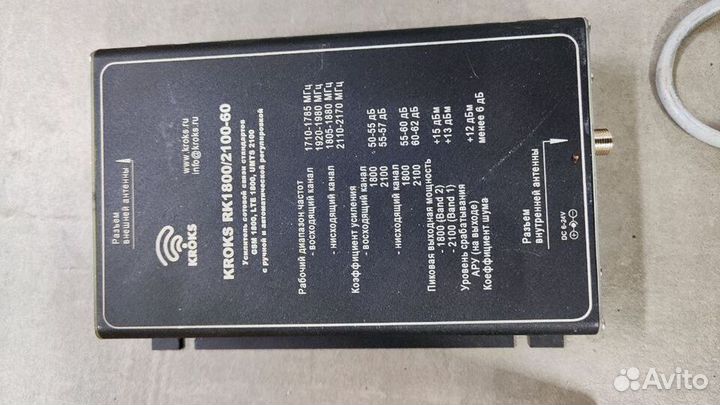 Разъем
внешней антенны
KROKS
www.kroks.ru
info@kroks.ru
KROKS RK1800/2100-60
Усилитель сотовой связи стандартов
GSM 1800, LTE 1800, UMTS 2100
с ручной и автоматической регулировкой
Рабочий диапазон частот
- восходящий канал 1710-1785 МГц
1920-1980 МГц
- нисходящий канал 1805-1880 МГц
2110-2170 МГц
Коэффициент усиления
- восходящий канал
1800 50-55 дБ
2100 55-57 дБ
- нисходящий канал
1800 55-60 дБ
2100 60-62 дБ
Пиковая выходная мощность
- 1800 (Band 2) +15 дБм
- 2100 (Band 1) +13 дБм
Уровень срабатывания
АРУ (на выходе) +12 дБм
Коэффициент шума менее 6 дБ
Разъем
внутренней антенны
DC 6-24V
Avito